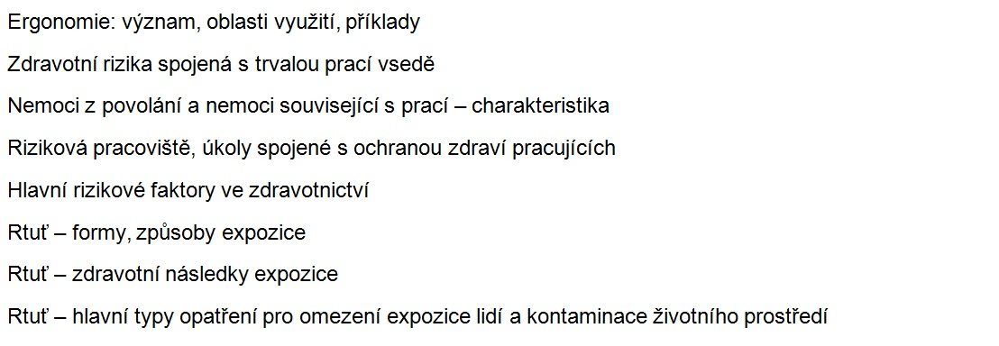 Ergonomie: význam, oblasti využití, příklady
Zdravotní rizika spojená s trvalou prací vsedě
Nemoci z povolání a nemoci související s prací – charakteristika
Riziková pracoviště, úkoly spojené s ochranou zdraví pracujících
Hlavní rizikové faktory ve zdravotnictví
Rtuť – formy, způsoby expozice
Rtuť – zdravotní následky expozice
Rtuť – hlavní typy opatření pro omezení expozice lidí a kontaminace životního prostředí